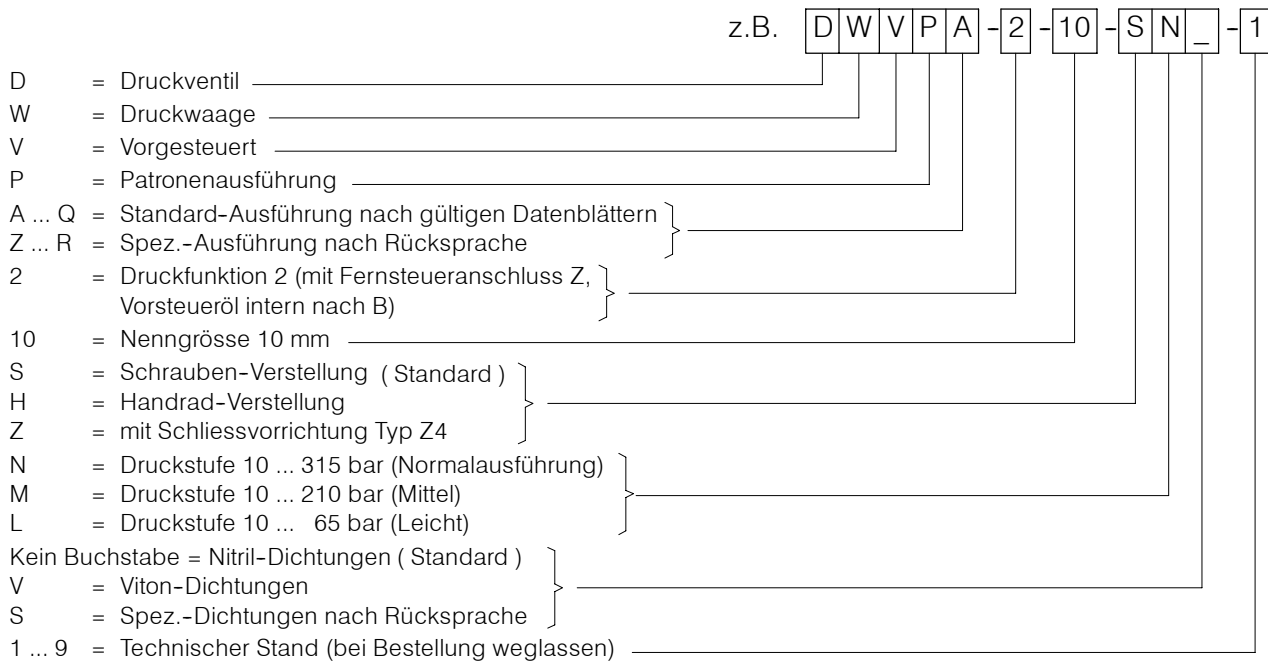 z.B. DWVPA-2-10-SN_-1
D = Druckventil
W = Druckwaage
V = Vorgesteuert
P = Patronenausführung
A ... Q = Standard-Ausführung nach gültigen Datenblättern
Z ... R = Spez.-Ausführung nach Rücksprache
2 = Druckfunktion 2 (mit Fernsteueranschluss Z,
Vorsteueröl intern nach B)
10 = Nenngrösse 10 mm
S = Schrauben-Verstellung ( Standard )
H = Handrad-Verstellung
Z = mit Schliessvorrichtung Typ Z4
N = Druckstufe 10 ... 315 bar (Normalausführung)
M = Druckstufe 10 ... 210 bar (Mittel)
L = Druckstufe 10 ... 65 bar (Leicht)
Kein Buchstabe = Nitril-Dichtungen ( Standard )
V = Viton-Dichtungen
S = Spez.-Dichtungen nach Rücksprache
1 ... 9 = Technischer Stand (bei Bestellung weglassen)